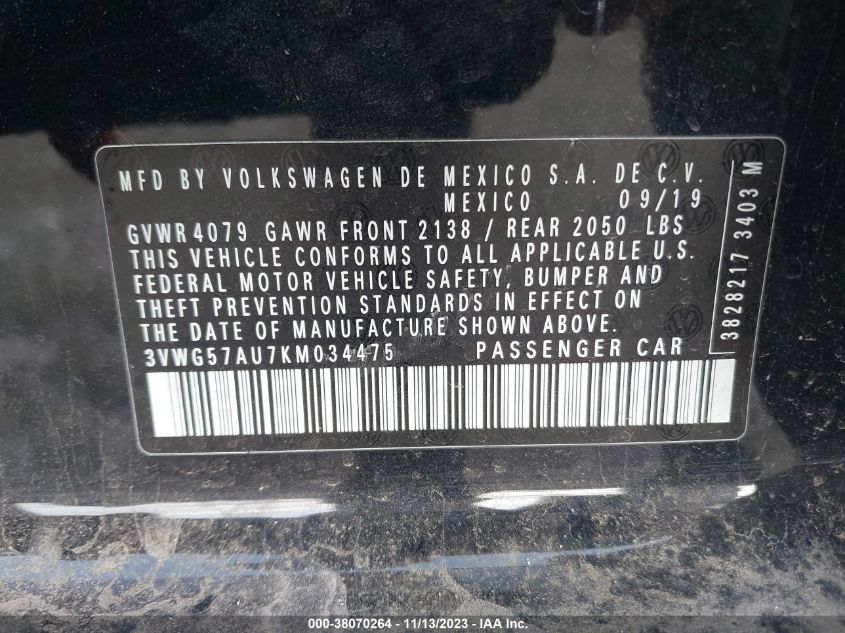 MFD BY VOLKSWAGEN DE MEXICO S.A. DE C.V.
MEXICO 09/19
GVWR 4079 GAWR FRONT 2138 / REAR 2050 LBS
THIS VEHICLE CONFORMS TO ALL APPLICABLE U.S.
FEDERAL MOTOR VEHICLE SAFETY, BUMPER AND
THEFT PREVENTION STANDARDS IN EFFECT ON
THE DATE OF MANUFACTURE SHOWN ABOVE.
3VWG57AU7KM034475 PASSENGER CAR
3828217 3403 M
000-38070264 - 11/13/2023 - © IAA, Inc.